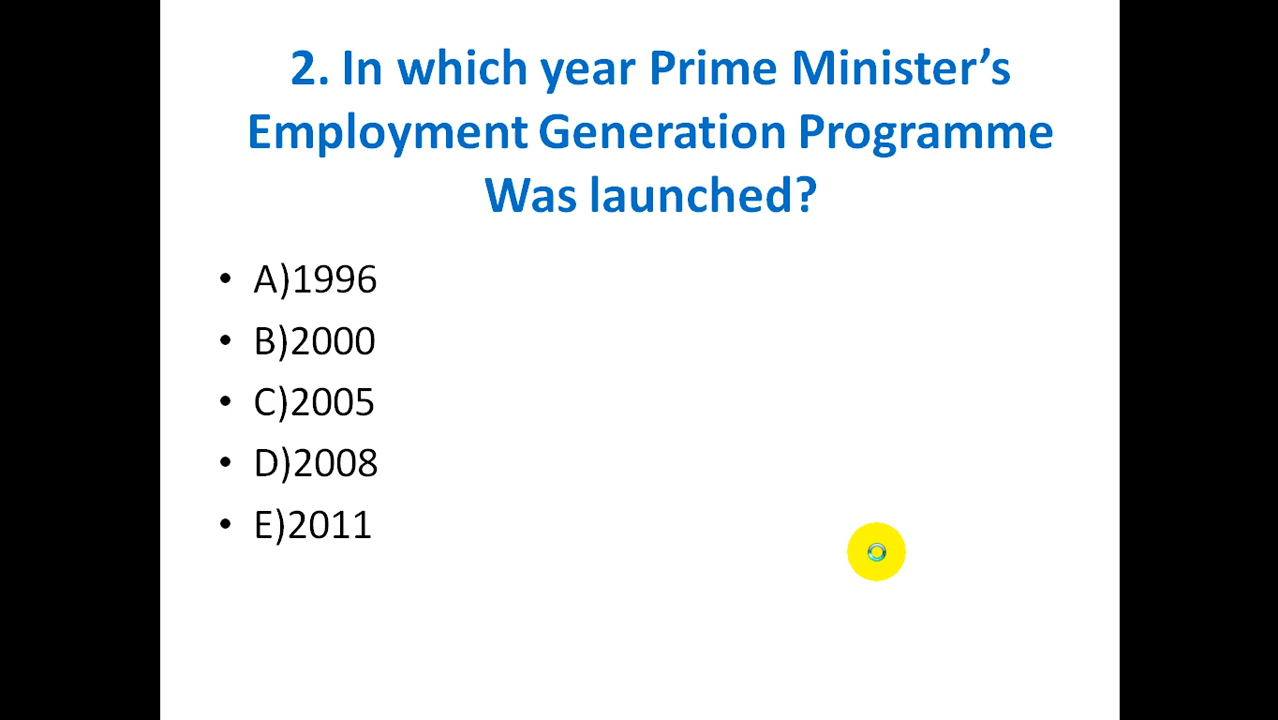 2. In which year Prime Minister’s
Employment Generation Programme
Was launched?
• A)1996
• B)2000
• C)2005
• D)2008
• E)2011